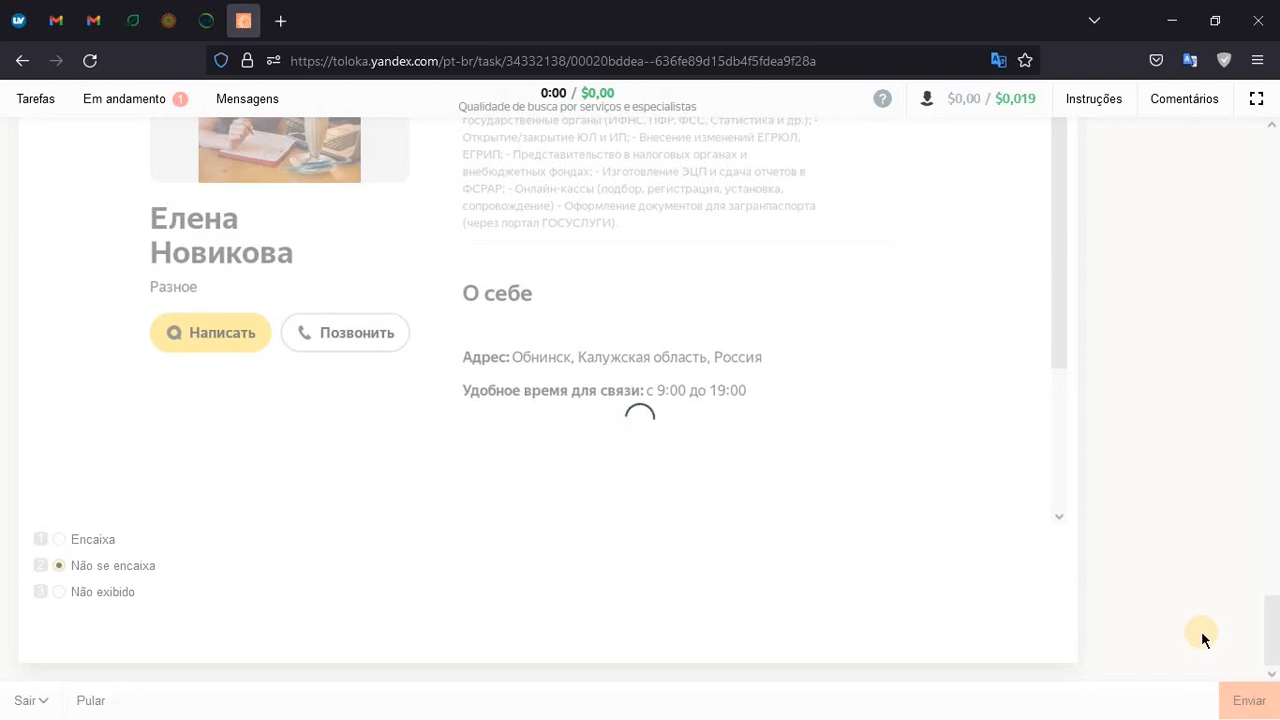 https://toloka.yandex.com/pt-br/task/34332138/00020bddea--636fe89d15db4f5fdea9f28a
Tarefas
Em andamento 1
Mensagens
0:00 / $0,00
Qualidade de busca por serviços e especialistas
?
$0,00 / $0,019
Instruções
Comentários
государственные органы (ИФНС, ПФР, ФСС, Статистика и др.); -
Открытие/закрытие ЮЛ и ИП; - Внесение изменений ЕГРЮЛ,
ЕГРИП; - Представительство в налоговых органах и
внебюджетных фондах; - Изготовление ЭЦП и сдача отчетов в
ФСРАР; - Онлайн-кассы (подбор, регистрация, установка,
сопровождение) - Оформление документов для загранпаспорта
(через портал ГОСУСЛУГИ).
Елена
Новикова
Разное
Написать
Позвонить
О себе
Адрес: Обнинск, Калужская область, Россия
Удобное время для связи: с 9:00 до 19:00
1 Encaixa
2 Não se encaixa
3 Não exibido
Sair
Pular
Enviar